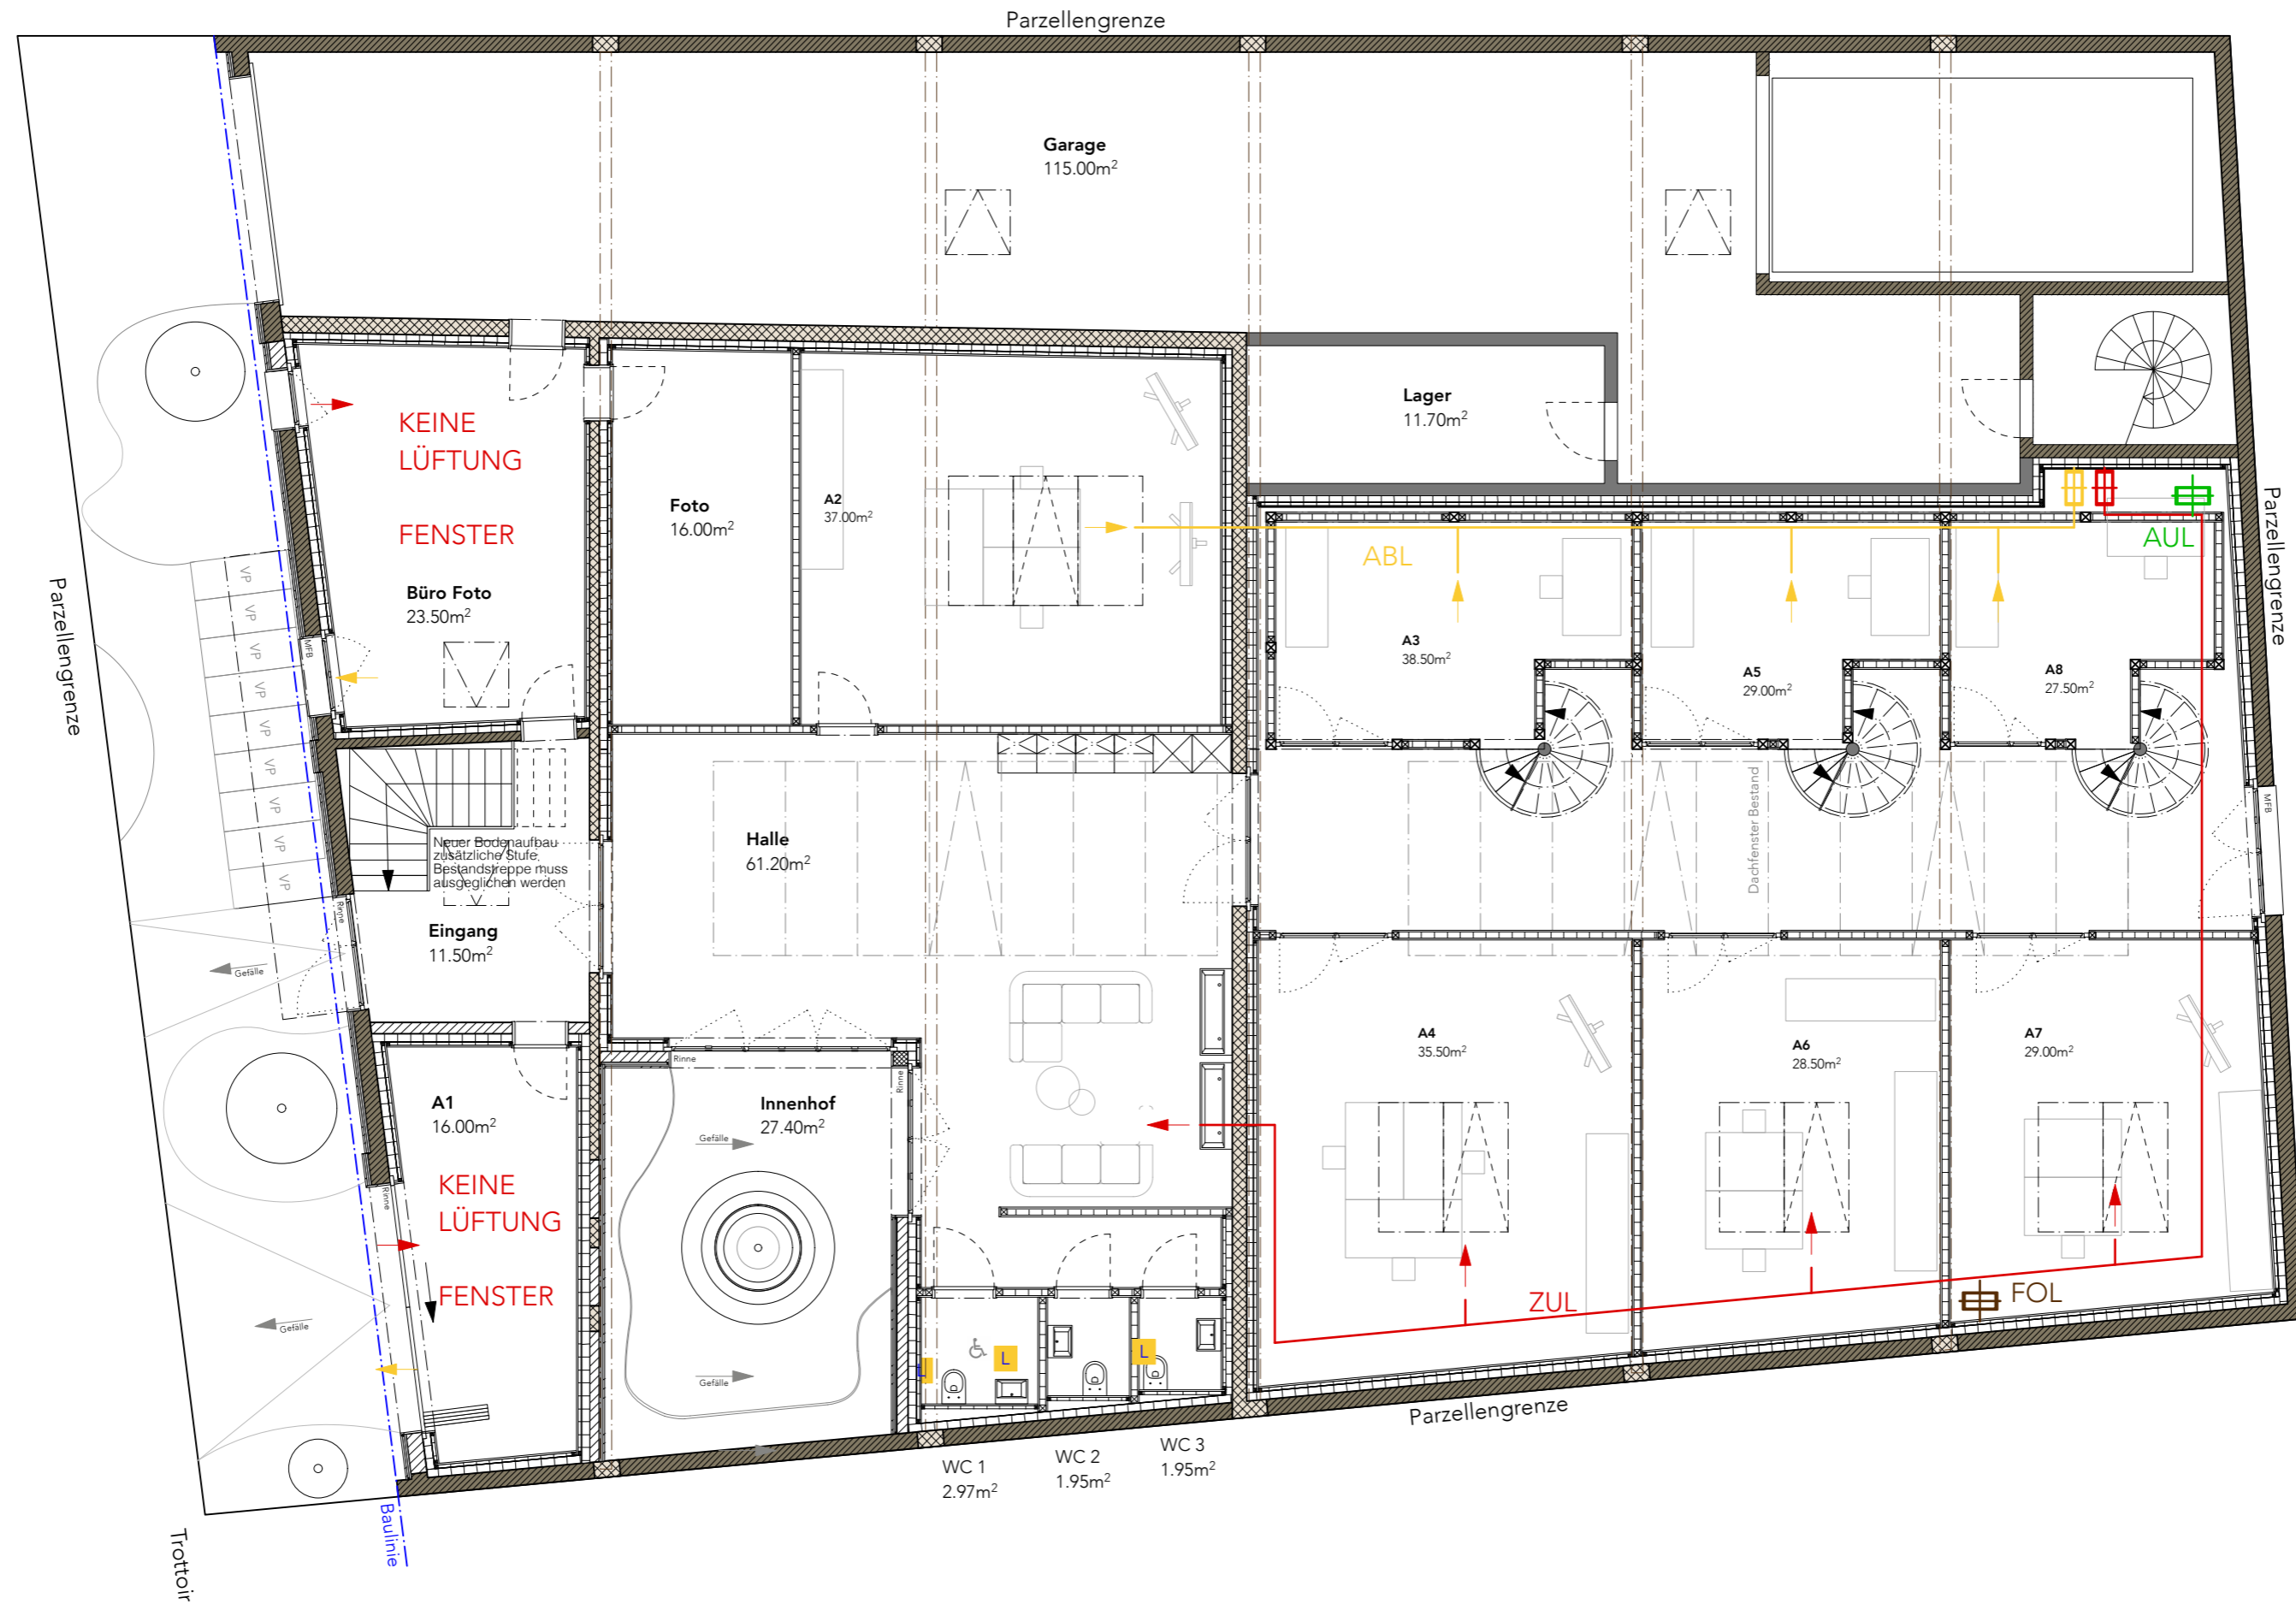 Parzellengrenze
Garage
115.00m²
Lager
11.70m²
KEINE
LÜFTUNG
FENSTER
Büro Foto
23.50m²
Foto
16.00m²
A2
37.00m²
ABL
AUL
Parzellengrenze
Parzellengrenze
A3
38.50m²
A5
29.00m²
A8
27.50m²
VP
VP
VP
VP
VP
VP
VP
VP
VP
MFB
MFB
Neuer Bodenaufbau
zusätzliche Stufe,
Bestandstreppe muss
ausgeglichen werden
Halle
61.20m²
Dachfenster Bestand
Eingang
11.50m²
Rinne
Gefälle
A4
35.50m²
A6
28.50m²
A7
29.00m²
Rinne
Rinne
A1
16.00m²
Innenhof
27.40m²
Gefälle
KEINE
LÜFTUNG
FENSTER
Rinne
Gefälle
ZUL
FOL
L
L
L
Gefälle
Parzellengrenze
WC 1
2.97m²
WC 2
1.95m²
WC 3
1.95m²
Baulinie
Trottoir